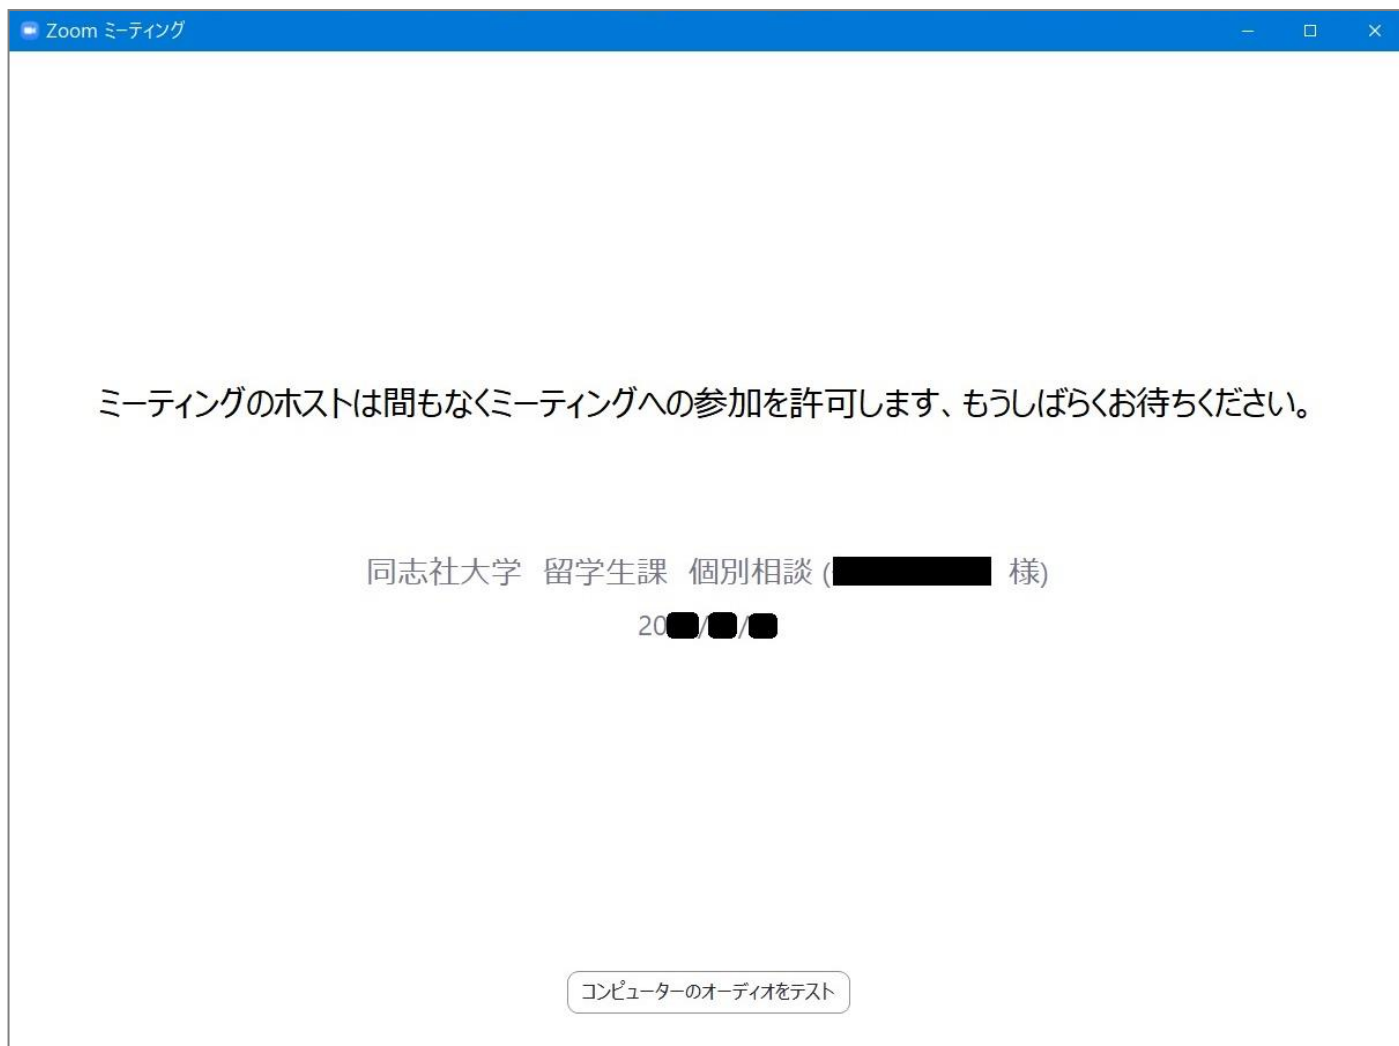 Zoom ミーティング
ミーティングのホストは間もなくミーティングへの参加を許可します、もうしばらくお待ちください。
同志社大学　留学生課　個別相談 ( 様)
20 / /
コンピューターのオーディオをテスト